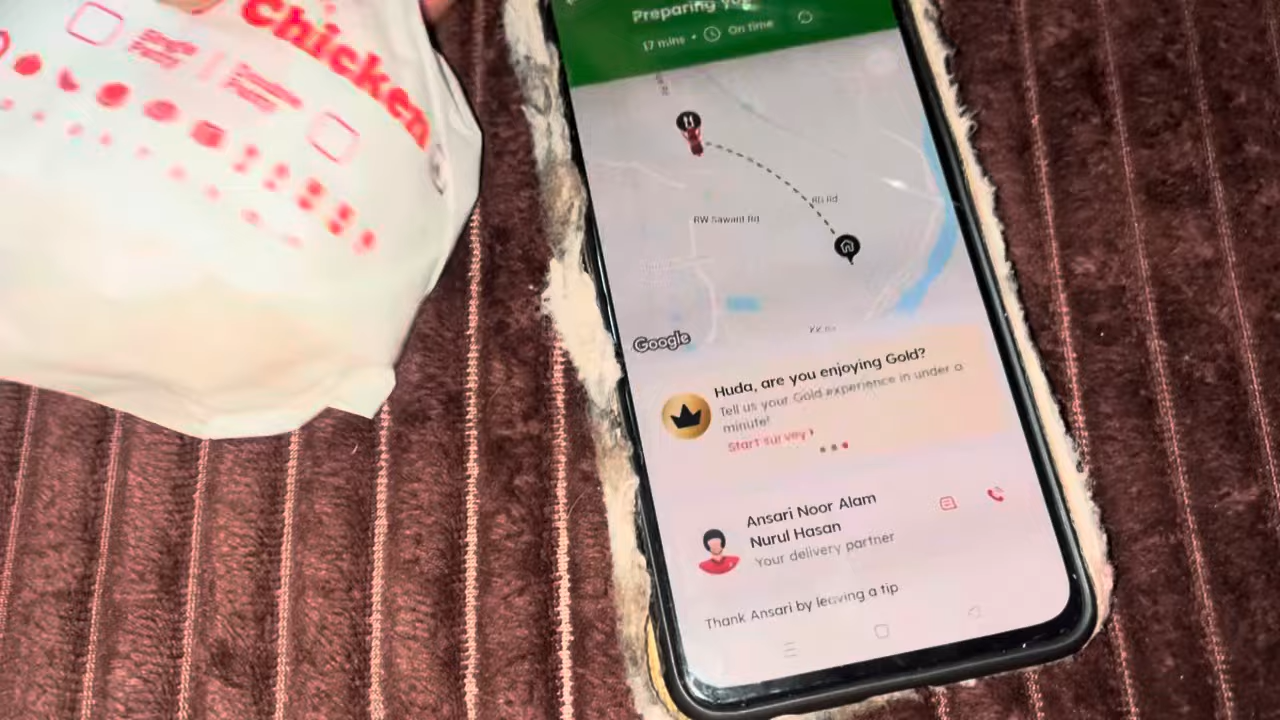 Chicken
Preparing
17 mins • On time
RW Sawant Rd
Rd
Google
Huda, are you enjoying Gold?
Tell us your Gold experience in under a
minute!
Start survey
Ansari Noor Alam
Nurul Hasan
Your delivery partner
Thank Ansari by leaving a tip